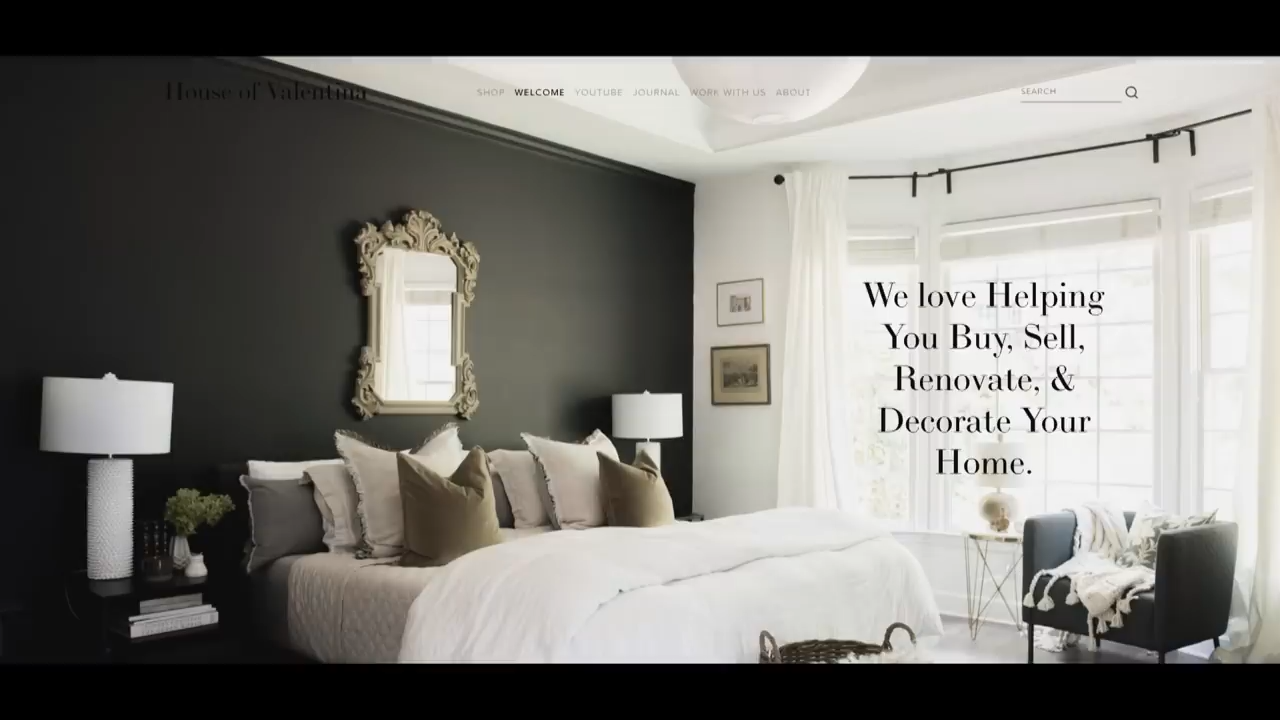 House of Valentina
SHOP WELCOME YOUTUBE JOURNAL WORK WITH US ABOUT
SEARCH
We love Helping
You Buy, Sell,
Renovate, &
Decorate Your
Home.